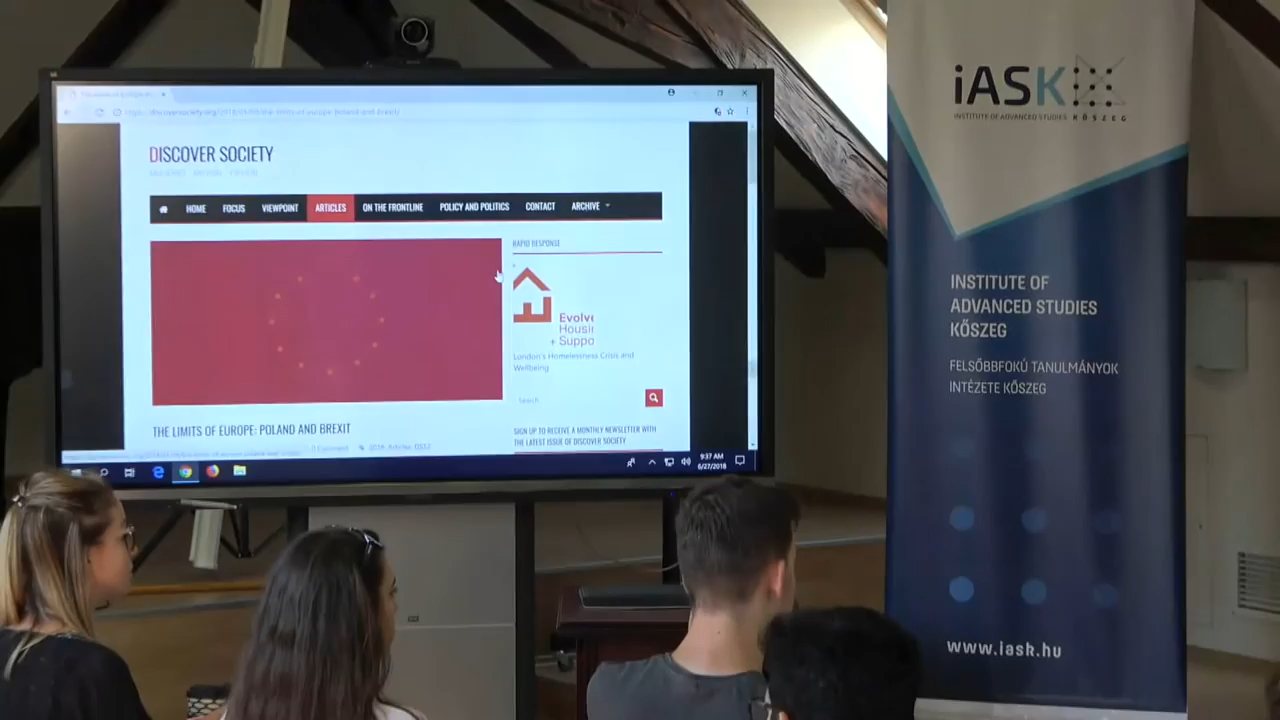 DISCOVER SOCIETY
HOME FOCUS VIEWPOINT ARTICLES ON THE FRONTLINE POLICY AND POLITICS CONTACT ARCHIVE
RAPID RESPONSE
Evolve
Housin
+ Suppo
London's Homelessness Crisis and
Wellbeing
Search
THE LIMITS OF EUROPE: POLAND AND BREXIT
SIGN UP TO RECEIVE A MONTHLY NEWSLETTER WITH
THE LATEST ISSUE OF DISCOVER SOCIETY
9:37 AM
6/27/2018
iASK
INSTITUTE OF ADVANCED STUDIES KŐSZEG
INSTITUTE OF
ADVANCED STUDIES
KŐSZEG
FELSŐBBFOKÚ TANULMÁNYOK
INTÉZETE KŐSZEG
www.iask.hu